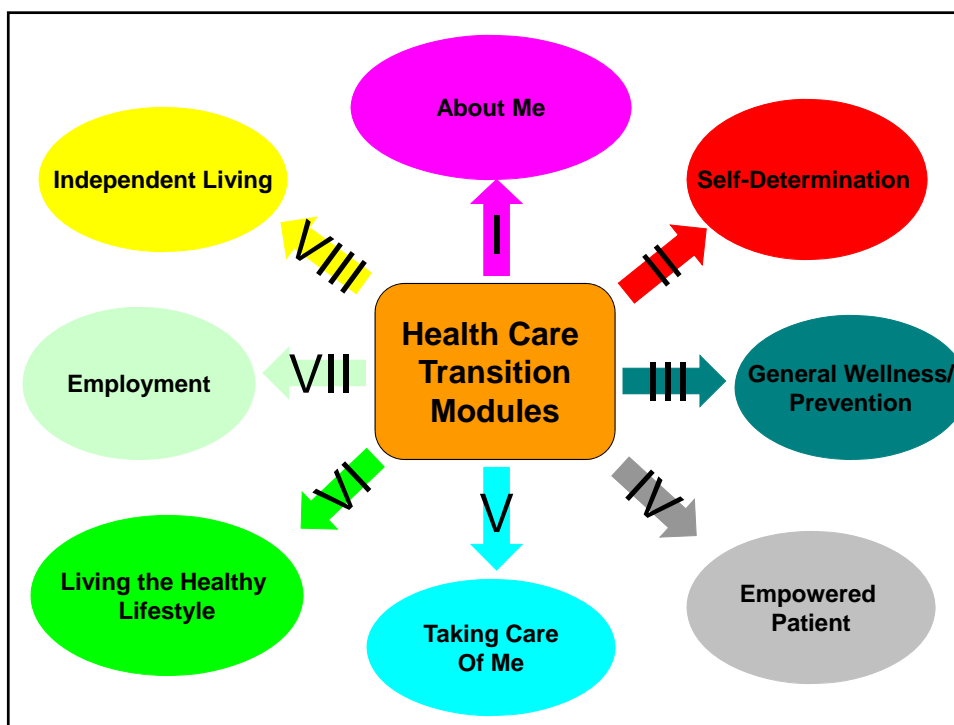 About Me
I
Self-Determination
II
General Wellness/
Prevention
III
Empowered
Patient
IV
Taking Care
Of Me
V
Living the Healthy
Lifestyle
VI
Employment
VII
Independent Living
VIII
Health Care
Transition
Modules